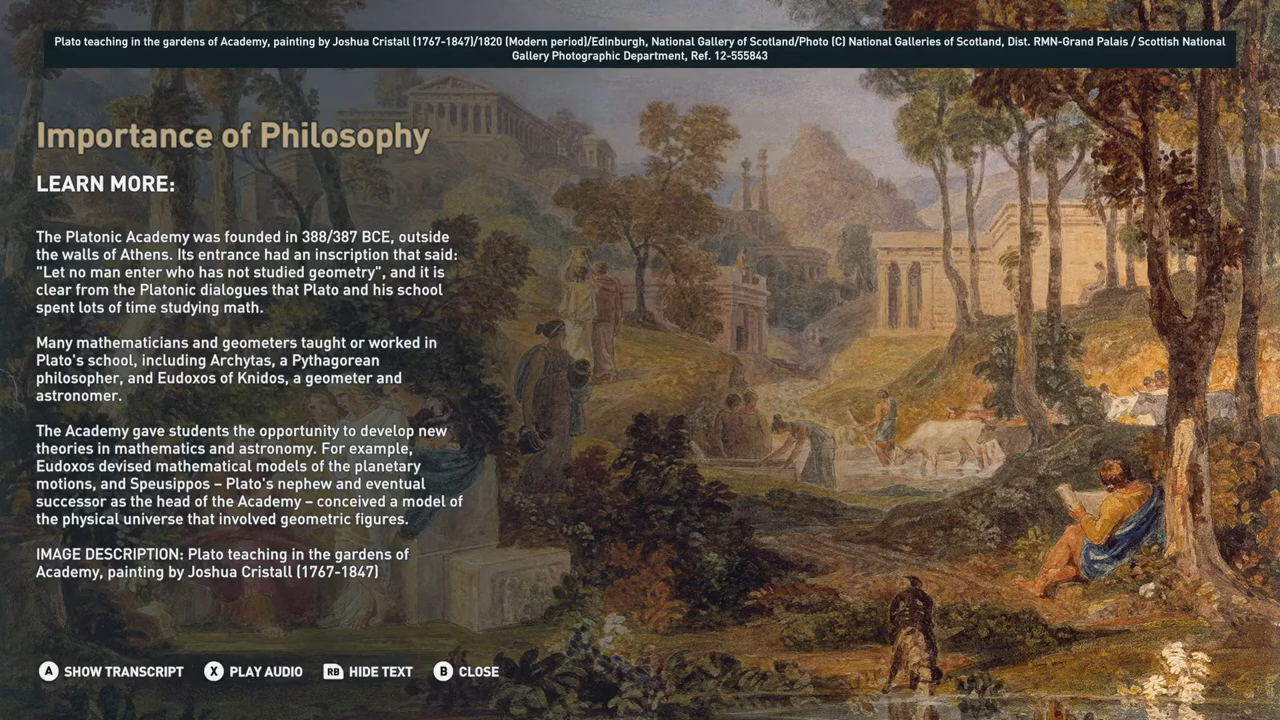 Plato teaching in the gardens of Academy, painting by Joshua Cristall (1767-1847)/1820 (Modern period)/Edinburgh, National Gallery of Scotland/Photo (C) National Galleries of Scotland, Dist. RMN-Grand Palais / Scottish National
Gallery Photographic Department, Ref. 12-555843
Importance of Philosophy
LEARN MORE:
The Platonic Academy was founded in 388/387 BCE, outside
the walls of Athens. Its entrance had an inscription that said:
"Let no man enter who has not studied geometry", and it is
clear from the Platonic dialogues that Plato and his school
spent lots of time studying math.
Many mathematicians and geometers taught or worked in
Plato's school, including Archytas, a Pythagorean
philosopher, and Eudoxos of Knidos, a geometer and
astronomer.
The Academy gave students the opportunity to develop new
theories in mathematics and astronomy. For example,
Eudoxos devised mathematical models of the planetary
motions, and Speusippos – Plato's nephew and eventual
successor as the head of the Academy – conceived a model of
the physical universe that involved geometric figures.
IMAGE DESCRIPTION: Plato teaching in the gardens of
Academy, painting by Joshua Cristall (1767-1847)
A SHOW TRANSCRIPT X PLAY AUDIO RB HIDE TEXT B CLOSE